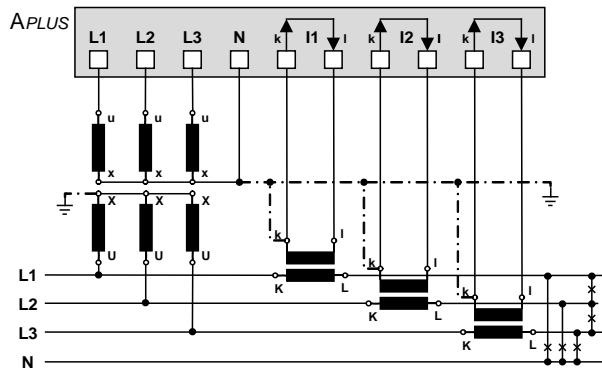 APLUS
L1 L2 L3 N k I1 l k I2 l k I3 l
u u u
x x x
X X X
k l
U U U
L1
K L
k l
L2
K L
k l
L3
K L
N